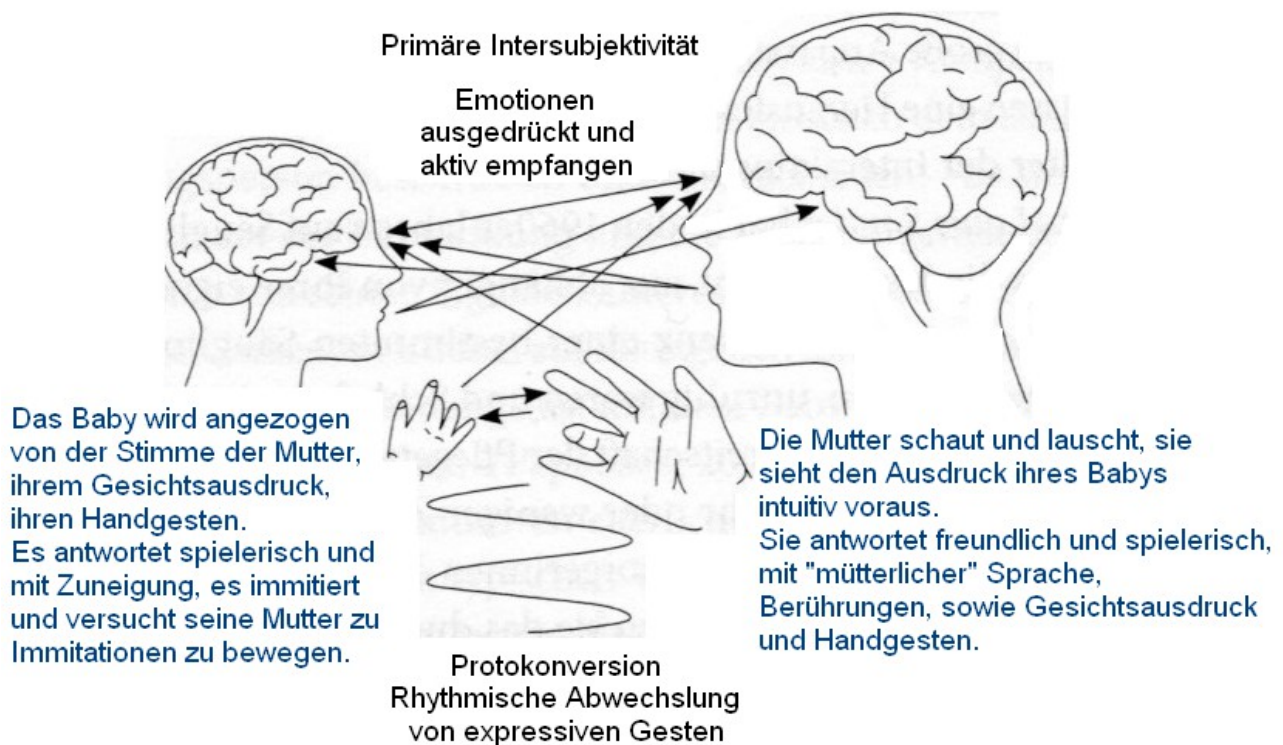 Primäre Intersubjektivität
Emotionen
ausgedrückt und
aktiv empfangen
Das Baby wird angezogen
von der Stimme der Mutter,
ihrem Gesichtsausdruck,
ihren Handgesten.
Es antwortet spielerisch und
mit Zuneigung, es immitiert
und versucht seine Mutter zu
Immitationen zu bewegen.
Die Mutter schaut und lauscht, sie
sieht den Ausdruck ihres Babys
intuitiv voraus.
Sie antwortet freundlich und spielerisch,
mit "mütterlicher" Sprache,
Berührungen, sowie Gesichtsausdruck
und Handgesten.
Protokonversion
Rhythmische Abwechslung
von expressiven Gesten